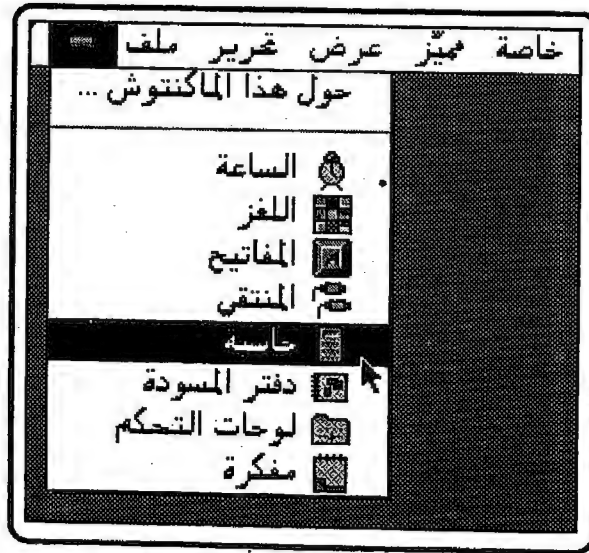 ملف تحرير عرض مميّز خاصة
حول هذا الماكنتوش ...
الساعة
اللغز
المفاتيح
المنتقي
حاسبة
دفتر المسودة
لوحات التحكم
مفكرة